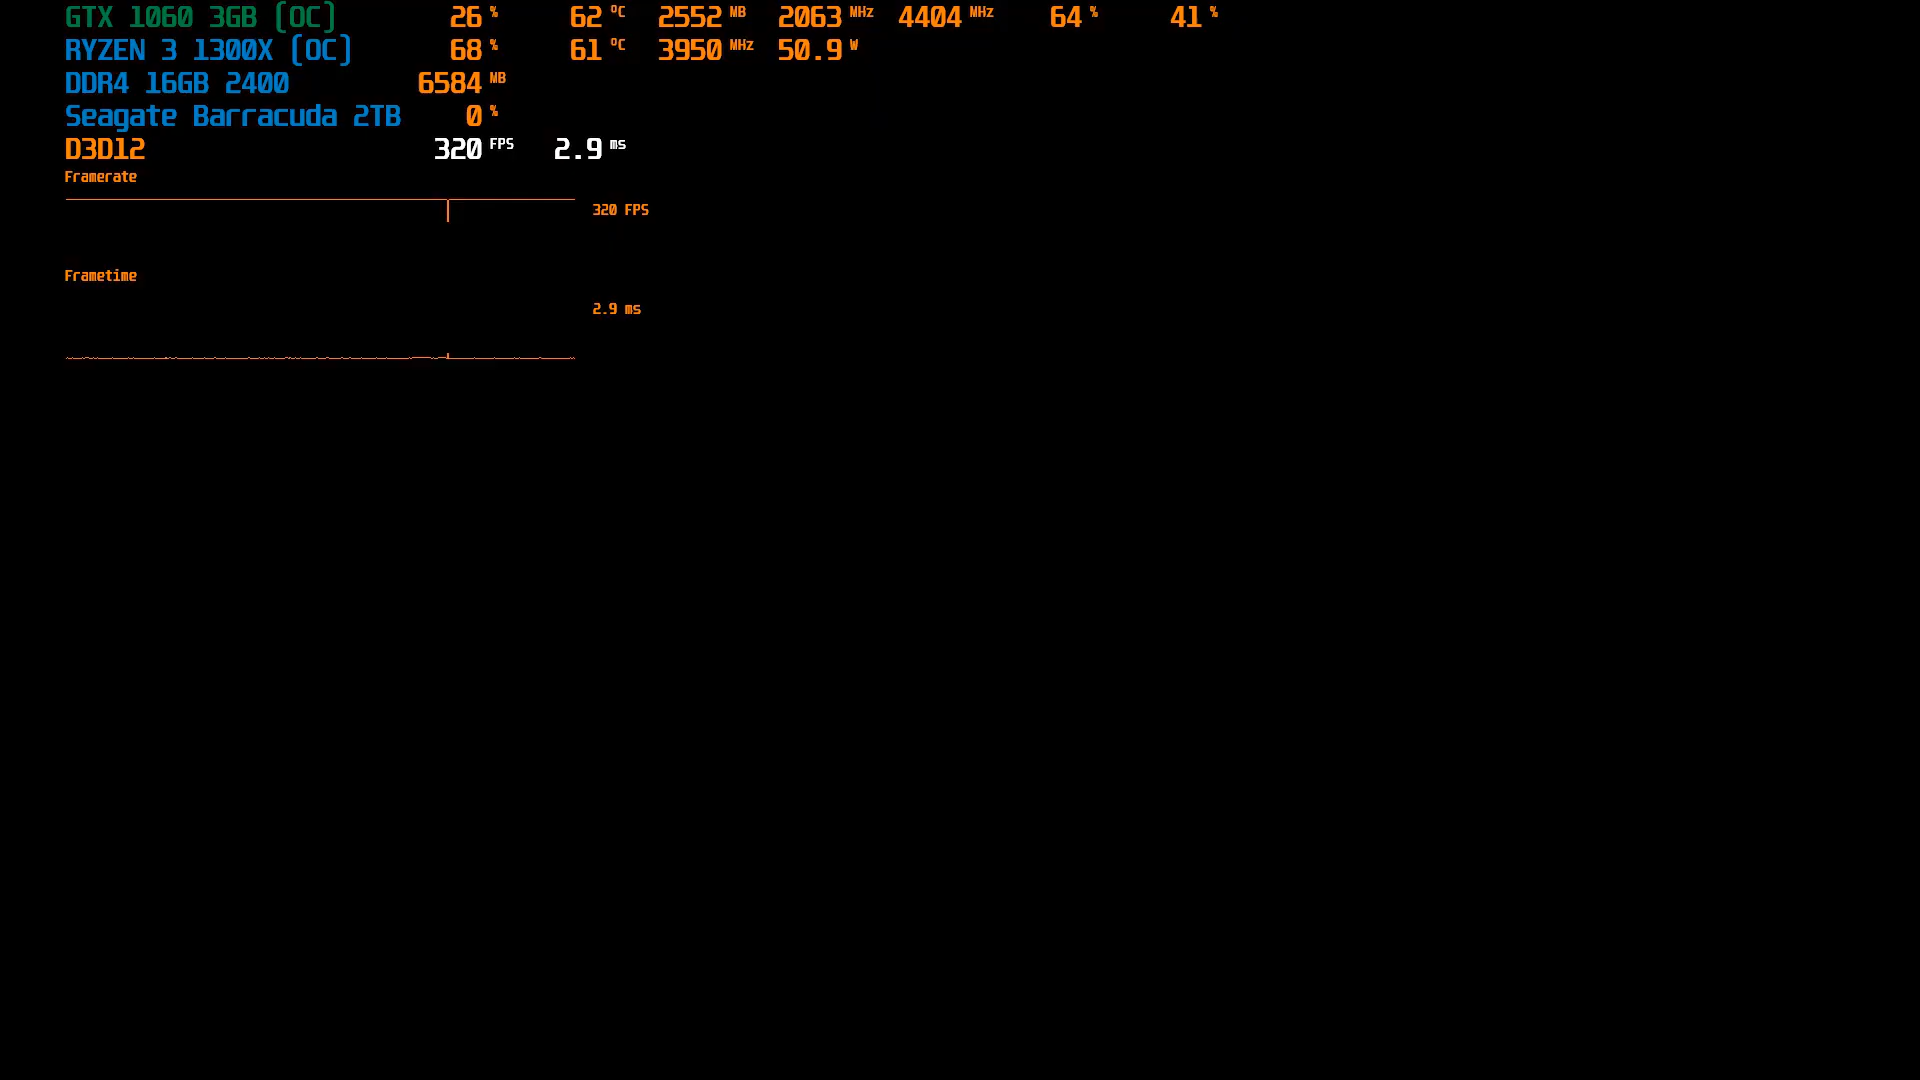 GTX 1060 3GB (OC) 26 % 62 °C 2552 MB 2063 MHz 4404 MHz 64 % 41 %
RYZEN 3 1300X (OC) 68 % 61 °C 3950 MHz 50.9 W
DDR4 16GB 2400 6584 MB
Seagate Barracuda 2TB 0 %
D3D12 320 FPS 2.9 ms
Framerate
320 FPS
Frametime
2.9 ms